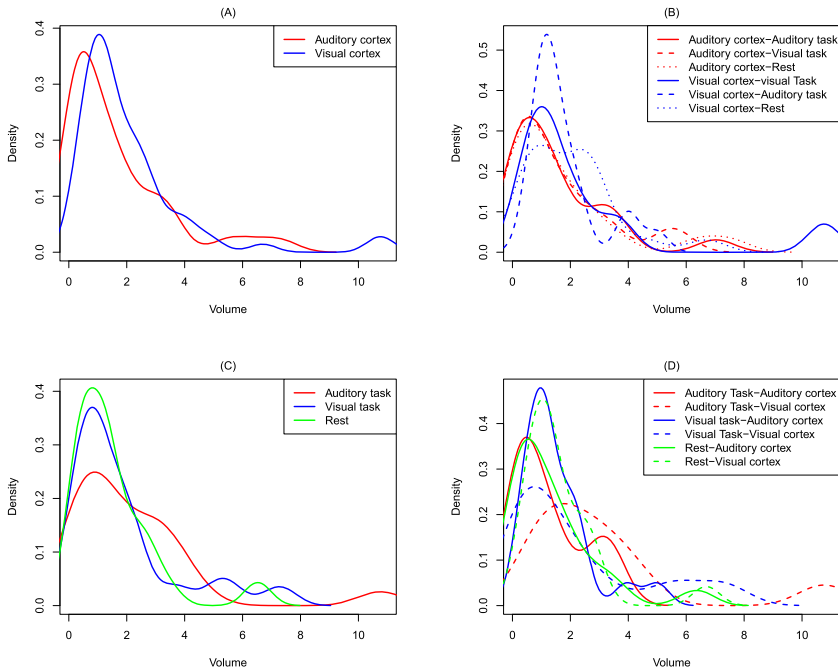 (A)
Density
0.0
0.1
0.2
0.3
0.4
Auditory cortex
Visual cortex
0
2
4
6
8
10
Volume
(B)
Density
0.0
0.1
0.2
0.3
0.4
0.5
Auditory cortex−Auditory task
Auditory cortex−Visual task
Auditory cortex−Rest
Visual cortex−visual Task
Visual cortex−Auditory task
Visual cortex−Rest
0
2
4
6
8
10
Volume
(C)
Density
0.0
0.1
0.2
0.3
0.4
Auditory task
Visual task
Rest
0
2
4
6
8
10
Volume
(D)
Density
0.0
0.1
0.2
0.3
0.4
Auditory Task−Auditory cortex
Auditory Task−Visual cortex
Visual task−Auditory cortex
Visual Task−Visual cortex
Rest−Auditory cortex
Rest−Visual cortex
0
2
4
6
8
10
Volume